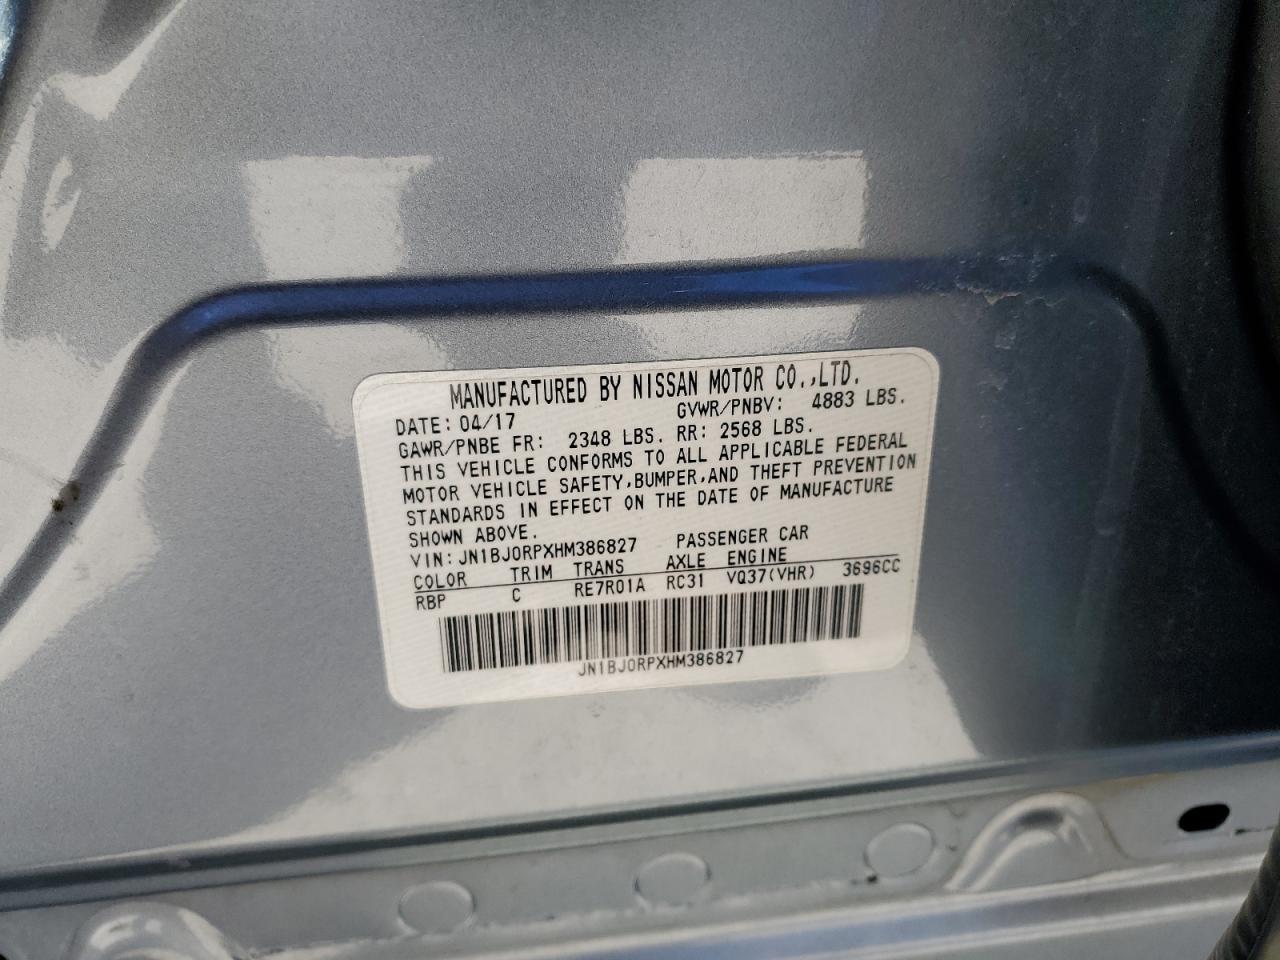 MANUFACTURED BY NISSAN MOTOR CO.,LTD.
DATE: 04/17 GVWR/PNBV: 4883 LBS.
GAWR/PNBE FR: 2348 LBS. RR: 2568 LBS.
THIS VEHICLE CONFORMS TO ALL APPLICABLE FEDERAL
MOTOR VEHICLE SAFETY,BUMPER,AND THEFT PREVENTION
STANDARDS IN EFFECT ON THE DATE OF MANUFACTURE
SHOWN ABOVE.
VIN: JN1BJ0RPXHM386827 PASSENGER CAR
COLOR TRIM TRANS AXLE ENGINE
RBP C RE7R01A RC31 VQ37(VHR) 3696CC
JN1BJ0RPXHM386827